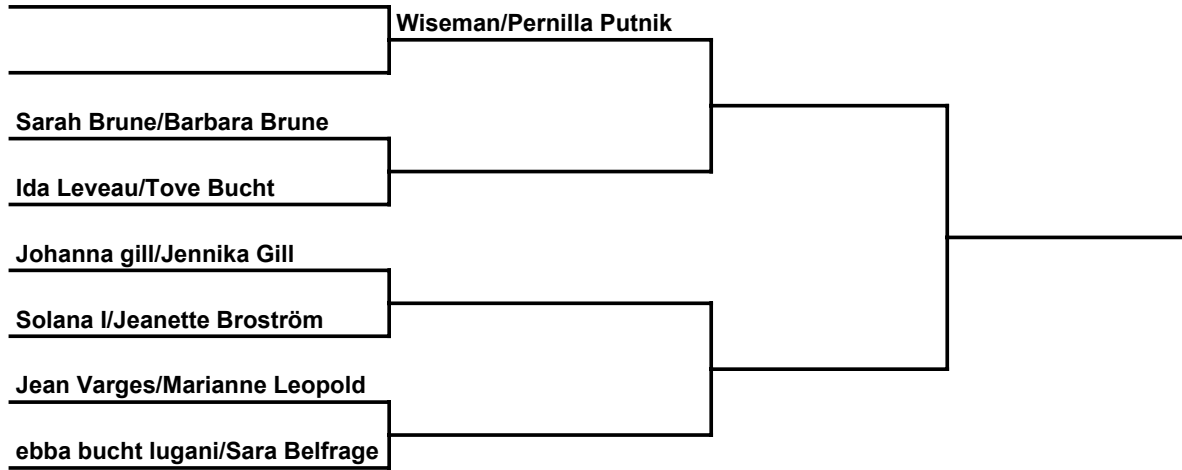 Wiseman/Pernilla Putnik
Sarah Brune/Barbara Brune
Ida Leveau/Tove Bucht
Johanna gill/Jennika Gill
Solana I/Jeanette Broström
Jean Varges/Marianne Leopold
ebba bucht lugani/Sara Belfrage